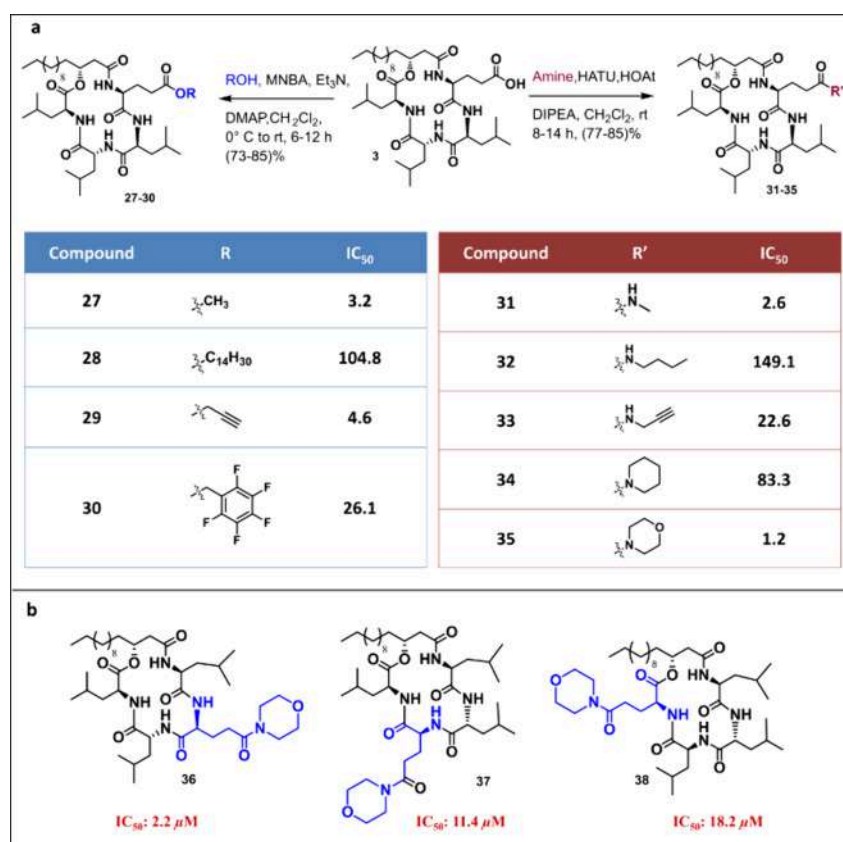 a
ROH, MNBA, Et₃N,
DMAP,CH₂Cl₂,
0° C to rt, 6-12 h
(73-85)%
Amine,HATU,HOAt
DIPEA, CH₂Cl₂, rt
8-14 h, (77-85)%
27-30
3
31-35
Compound R IC₅₀
27 CH₃ 3.2
28 C₁₄H₃₀ 104.8
29 4.6
30 F F F F F 26.1
Compound R' IC₅₀
31 H N 2.6
32 H N 149.1
33 H N 22.6
34 N 83.3
35 N O 1.2
b
36
37
38
IC₅₀: 2.2 µM
IC₅₀: 11.4 µM
IC₅₀: 18.2 µM